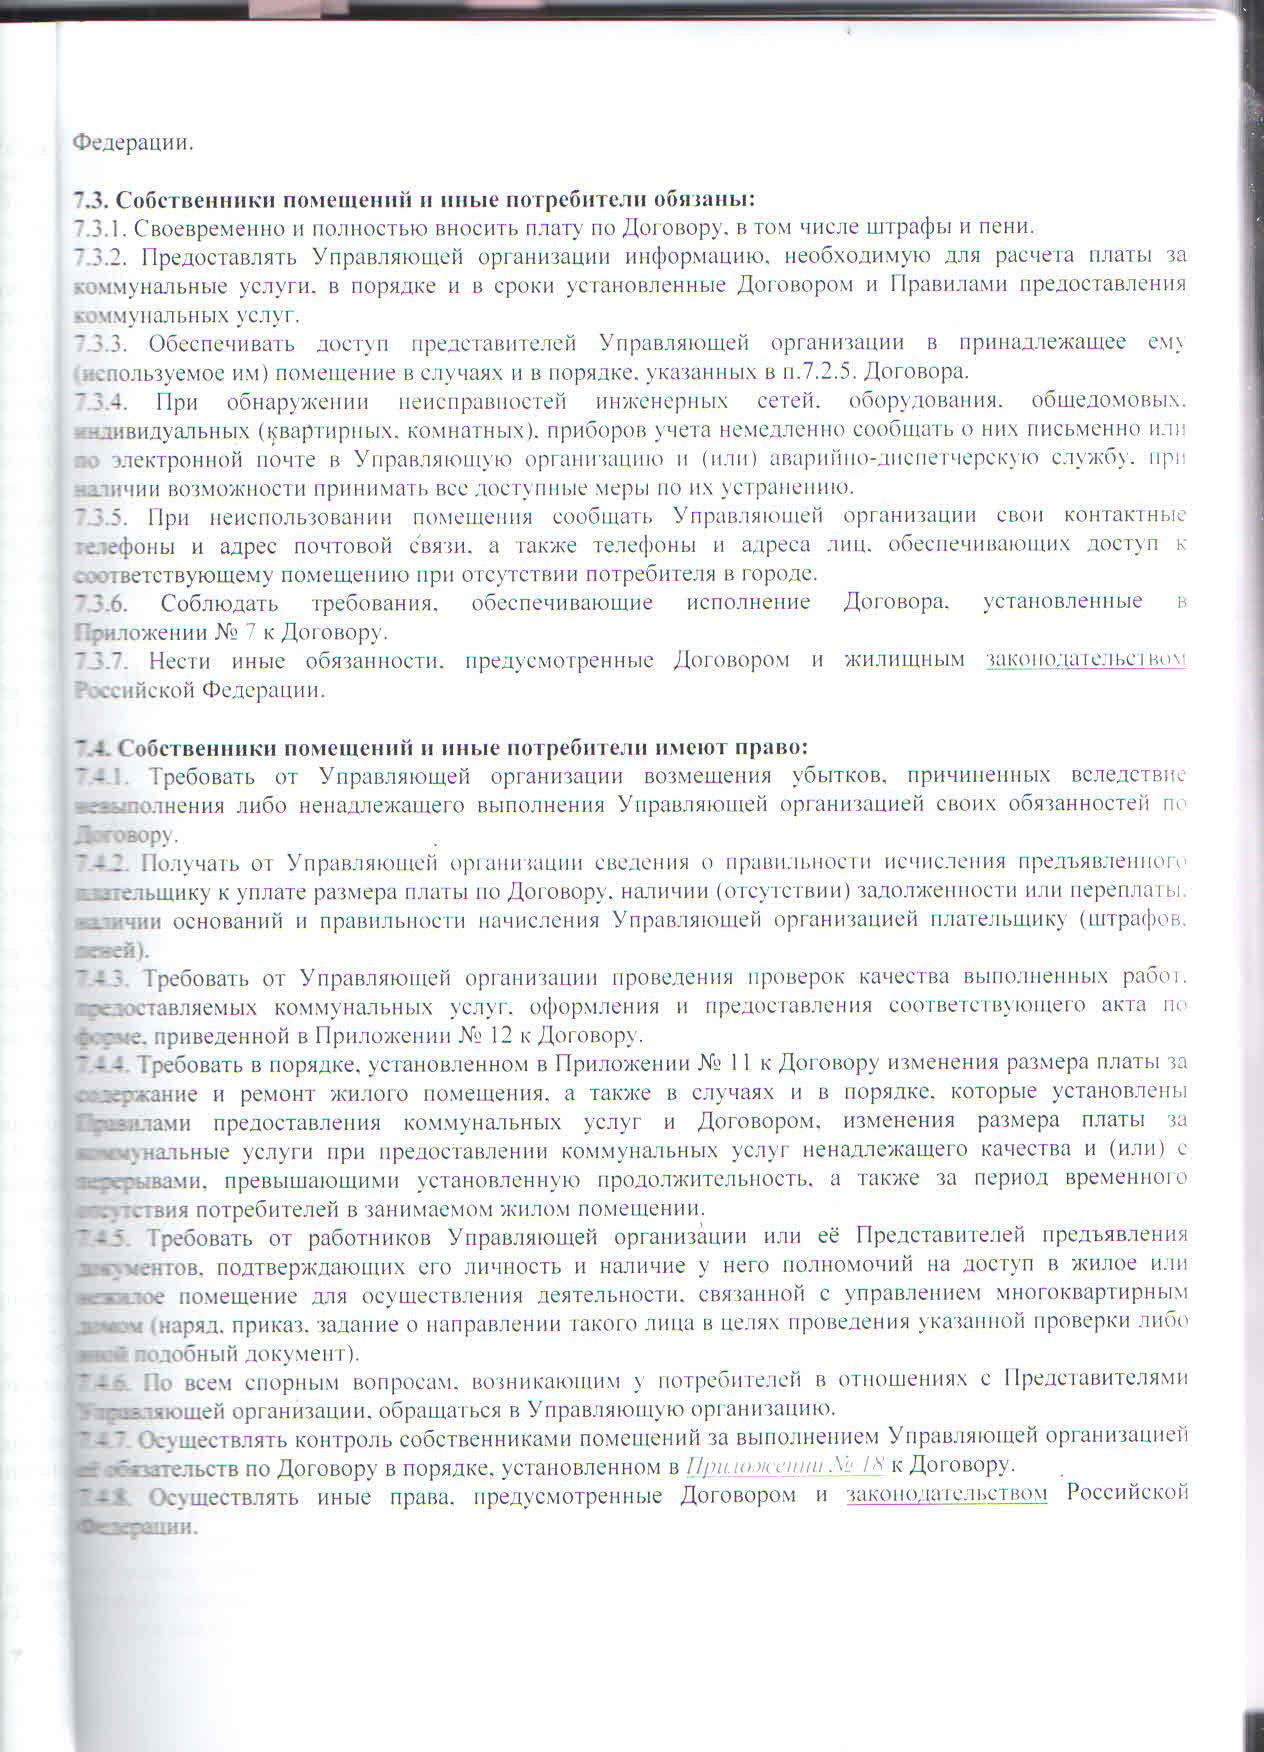 Федерации.
7.3. Собственники помещений и иные потребители обязаны:
7.3.1. Своевременно и полностью вносить плату по Договору, в том числе штрафы и пени.
7.3.2. Предоставлять Управляющей организации информацию, необходимую для расчета платы за
коммунальные услуги, в порядке и в сроки установленные Договором и Правилами предоставления
коммунальных услуг.
7.3.3. Обеспечивать доступ представителей Управляющей организации в принадлежащее ему
(используемое им) помещение в случаях и в порядке, указанных в п.7.2.5. Договора.
7.3.4. При обнаружении неисправностей инженерных сетей, оборудования, общедомовых,
индивидуальных (квартирных, комнатных), приборов учета немедленно сообщать о них письменно или
по электронной почте в Управляющую организацию и (или) аварийно-диспетчерскую службу, при
наличии возможности принимать все доступные меры по их устранению.
7.3.5. При неиспользовании помещения сообщать Управляющей организации свои контактные
телефоны и адрес почтовой связи, а также телефоны и адреса лиц, обеспечивающих доступ к
соответствующему помещению при отсутствии потребителя в городе.
7.3.6. Соблюдать требования, обеспечивающие исполнение Договора, установленные в
Приложении № 7 к Договору.
7.3.7. Нести иные обязанности, предусмотренные Договором и жилищным законодательством
Российской Федерации.
7.4. Собственники помещений и иные потребители имеют право:
7.4.1. Требовать от Управляющей организации возмещения убытков, причиненных вследствие
невыполнения либо ненадлежащего выполнения Управляющей организацией своих обязанностей по
Договору.
7.4.2. Получать от Управляющей организации сведения о правильности исчисления предъявленного
плательщику к уплате размера платы по Договору, наличии (отсутствии) задолженности или переплаты,
наличии оснований и правильности начисления Управляющей организацией плательщику (штрафов,
пеней).
7.4.3. Требовать от Управляющей организации проведения проверок качества выполненных работ,
предоставляемых коммунальных услуг, оформления и предоставления соответствующего акта по
форме, приведенной в Приложении № 12 к Договору.
7.4.4. Требовать в порядке, установленном в Приложении № 11 к Договору изменения размера платы за
содержание и ремонт жилого помещения, а также в случаях и в порядке, которые установлены
Правилами предоставления коммунальных услуг и Договором, изменения размера платы за
коммунальные услуги при предоставлении коммунальных услуг ненадлежащего качества и (или) с
перерывами, превышающими установленную продолжительность, а также за период временного
отсутствия потребителей в занимаемом жилом помещении.
7.4.5. Требовать от работников Управляющей организации или её Представителей предъявления
документов, подтверждающих его личность и наличие у него полномочий на доступ в жилое или
нежилое помещение для осуществления деятельности, связанной с управлением многоквартирным
домом (наряд, приказ, задание о направлении такого лица в целях проведения указанной проверки либо
иной подобный документ).
7.4.6. По всем спорным вопросам, возникающим у потребителей в отношениях с Представителями
Управляющей организации, обращаться в Управляющую организацию.
7.4.7. Осуществлять контроль собственниками помещений за выполнением Управляющей организацией
её обязательств по Договору в порядке, установленном в Приложении № 18 к Договору.
7.4.8. Осуществлять иные права, предусмотренные Договором и законодательством Российской
Федерации.